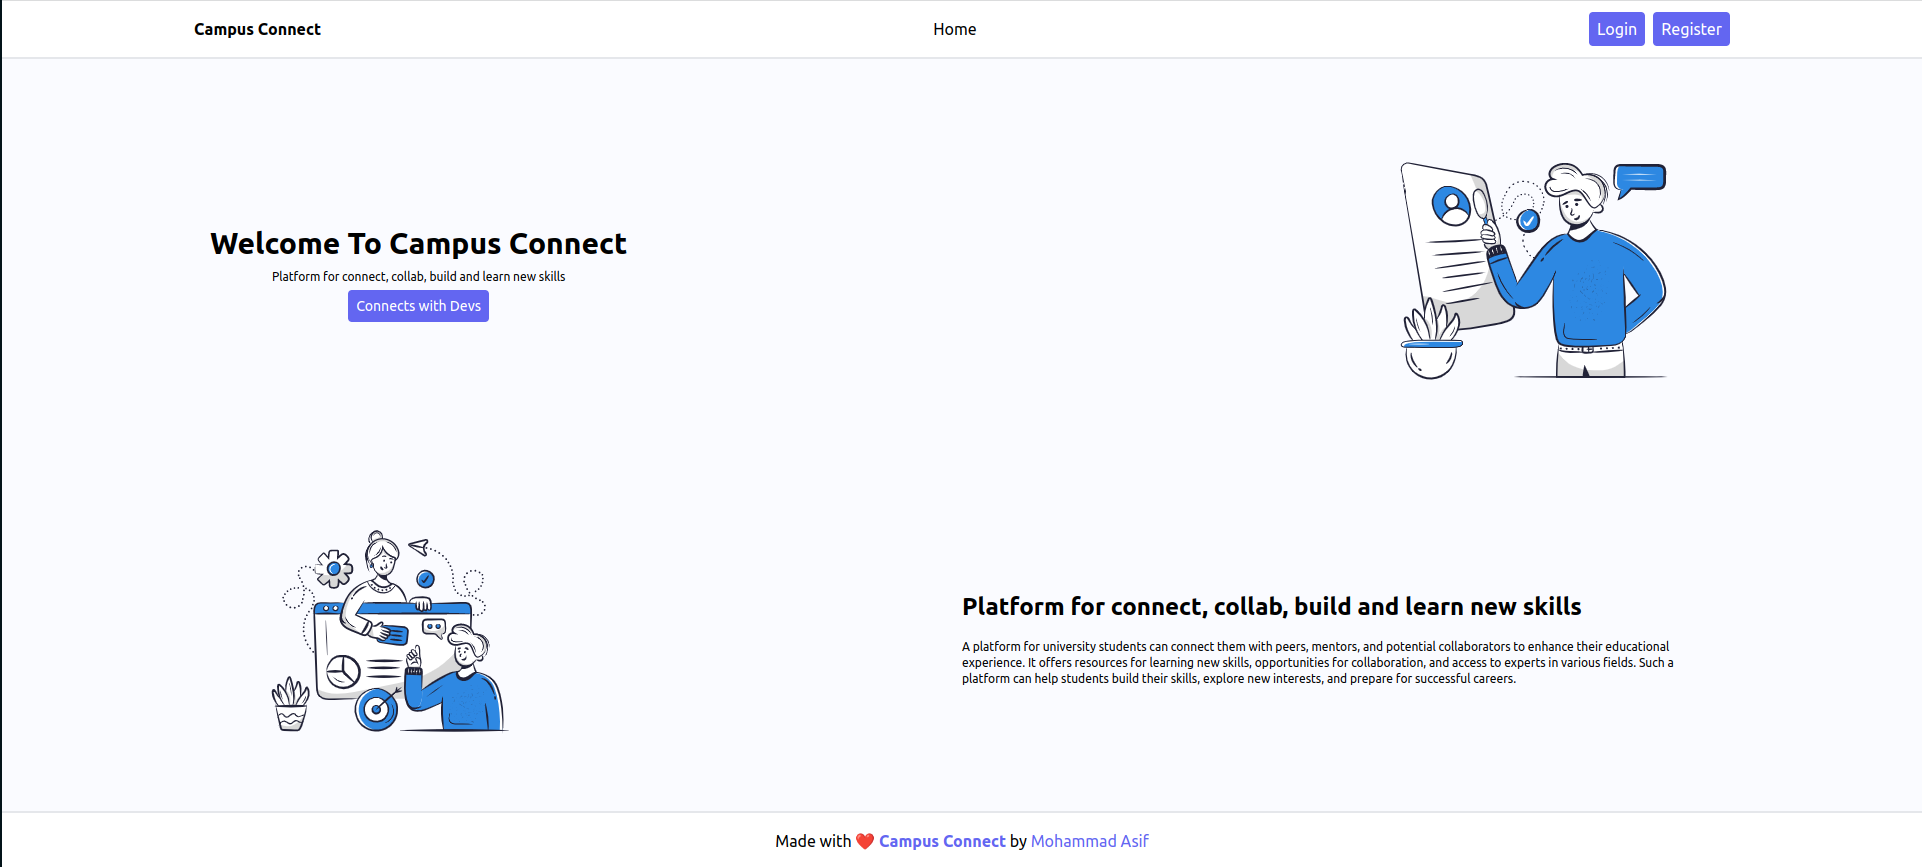 Campus Connect
Home
Login
Register
Welcome To Campus Connect
Platform for connect, collab, build and learn new skills
Connects with Devs
Platform for connect, collab, build and learn new skills
A platform for university students can connect them with peers, mentors, and potential collaborators to enhance their educational
experience. It offers resources for learning new skills, opportunities for collaboration, and access to experts in various fields. Such a
platform can help students build their skills, explore new interests, and prepare for successful careers.
Made with ❤️ Campus Connect by Mohammad Asif